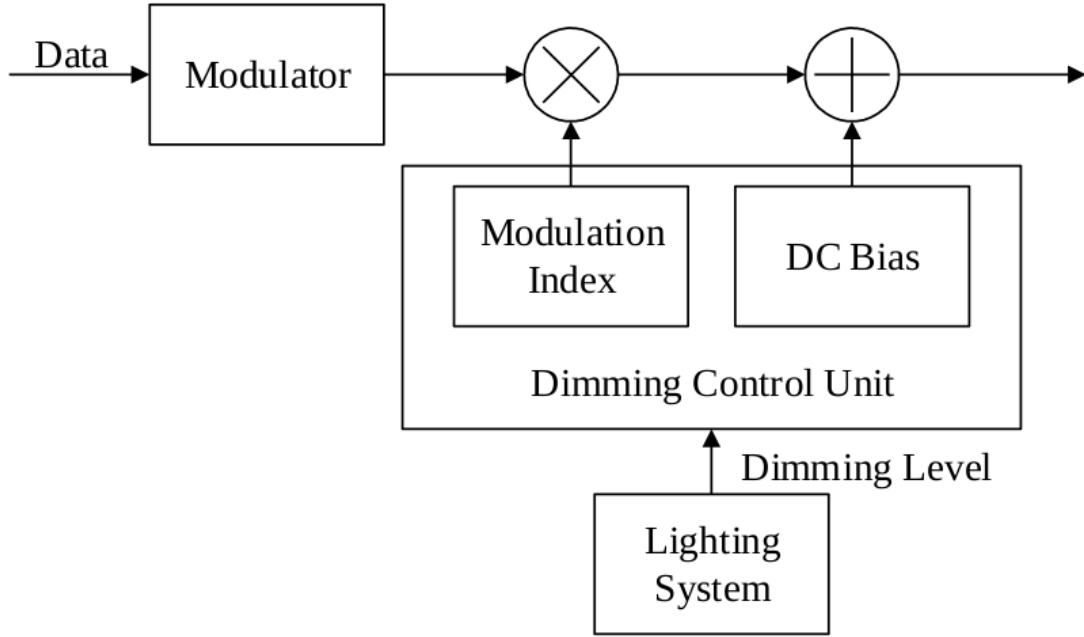 Data
Modulator
Modulation
Index
DC Bias
Dimming Control Unit
Dimming Level
Lighting
System